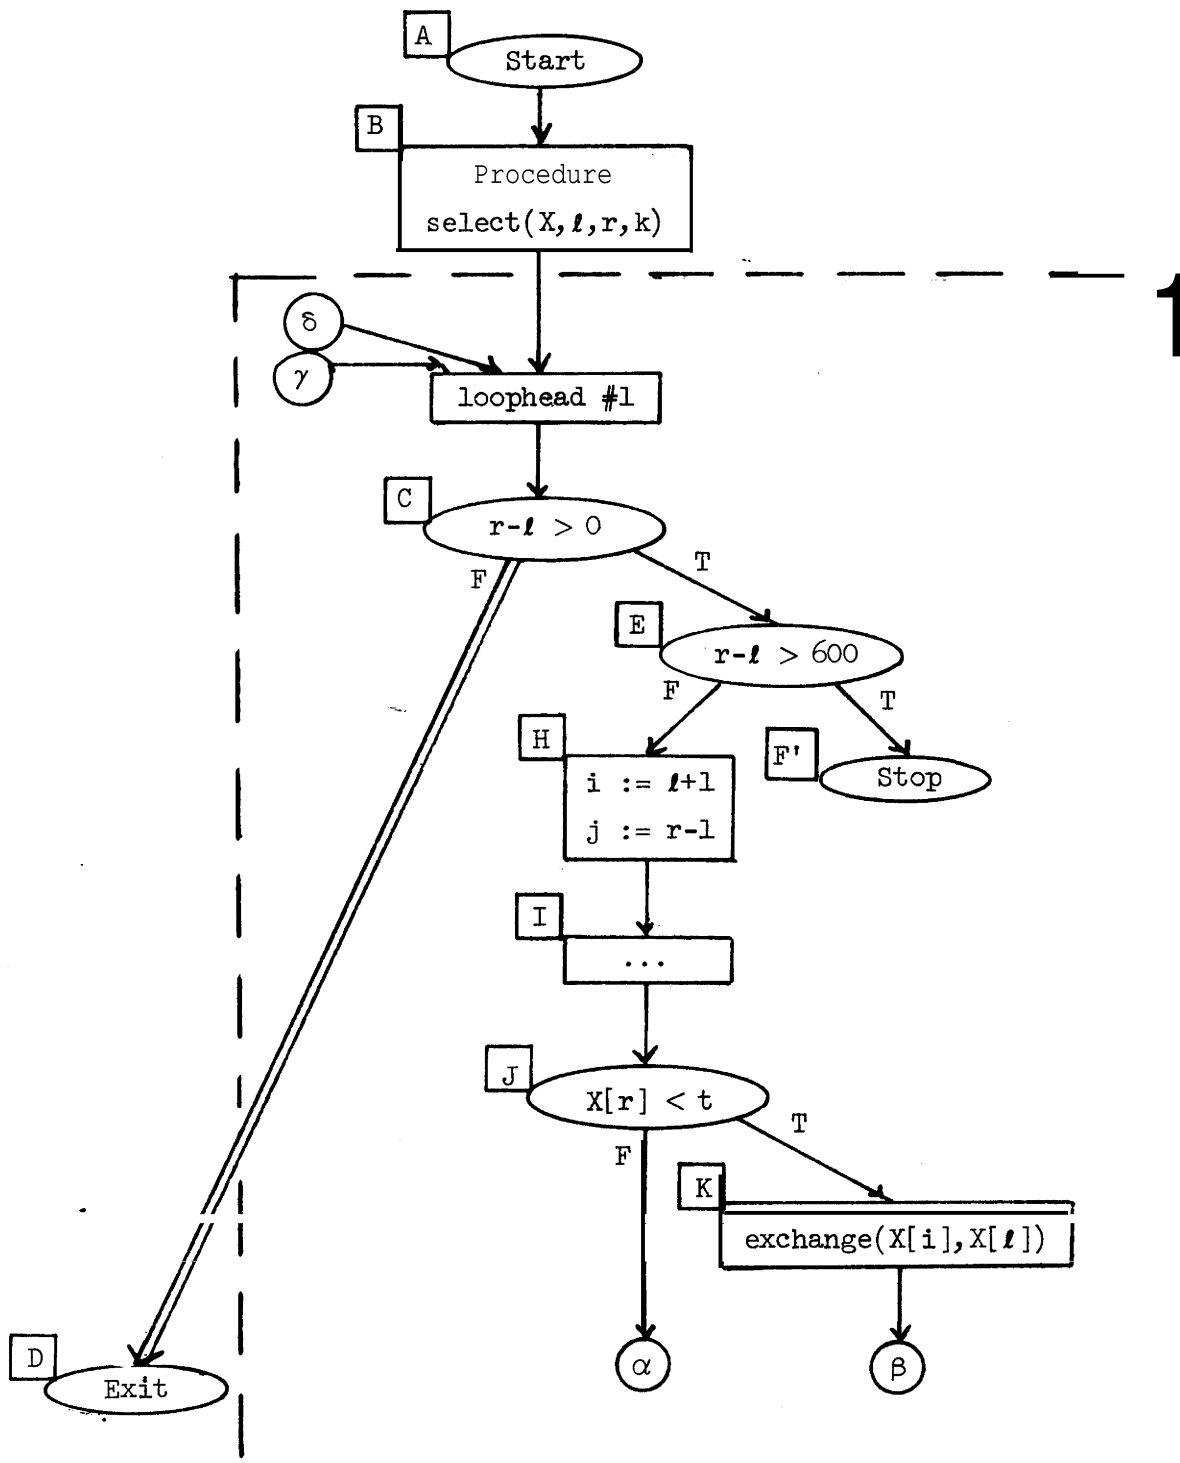 A
Start
B
Procedure
select(X,ℓ,r,k)
1
δ
γ
loophead #1
C
r-ℓ > 0
F
T
E
r-ℓ > 600
F
T
H
i := ℓ+1
j := r-1
F'
Stop
I
...
J
X[r] < t
F
T
K
exchange(X[i],X[ℓ])
D
Exit
α
β